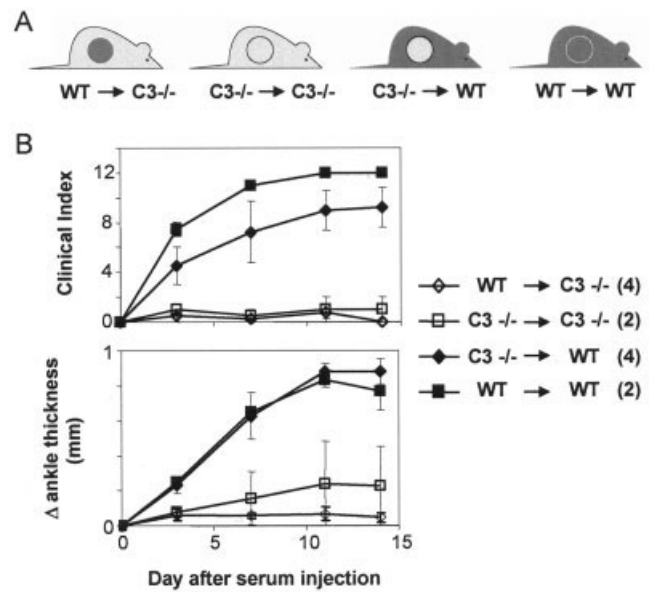 A
WT → C3-/- C3-/- → C3-/- C3-/- → WT WT → WT
B
Clinical Index
12
8
4
0
WT → C3 -/- (4)
C3 -/- → C3 -/- (2)
C3 -/- → WT (4)
WT → WT (2)
Δ ankle thickness
(mm)
1
0
0 5 10 15
Day after serum injection